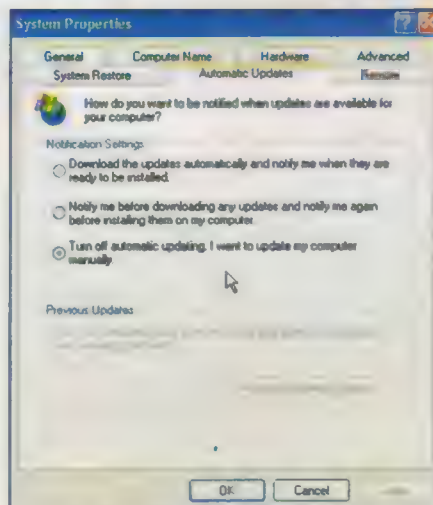 System Properties
General Computer Name Hardware Advanced
System Restore Automatic Updates Remote
How do you want to be notified when updates are available for
your computer?
Notification Settings
Download the updates automatically and notify me when they are
ready to be installed.
Notify me before downloading any updates and notify me again
before installing them on my computer.
Turn off automatic updating. I want to update my computer
manually.
Previous Updates
OK Cancel